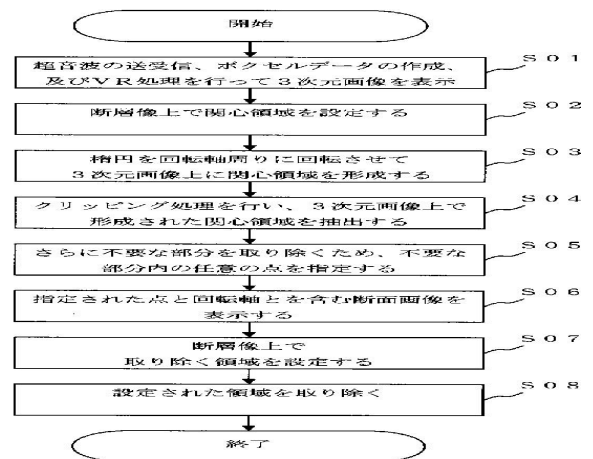 開始
超音波の送受信、ボクセルデータの作成、
及びVR処理を行って3次元画像を表示
S01
断層像上で関心領域を設定する
S02
楕円を回転軸周りに回転させて
3次元画像上に関心領域を形成する
S03
クリッピング処理を行い、3次元画像上で
形成された関心領域を抽出する
S04
さらに不要な部分を取り除くため、不要な
部分内の任意の点を指定する
S05
指定された点と回転軸とを含む断面画像を
表示する
S06
断層像上で
取り除く領域を設定する
S07
設定された領域を取り除く
S08
終了